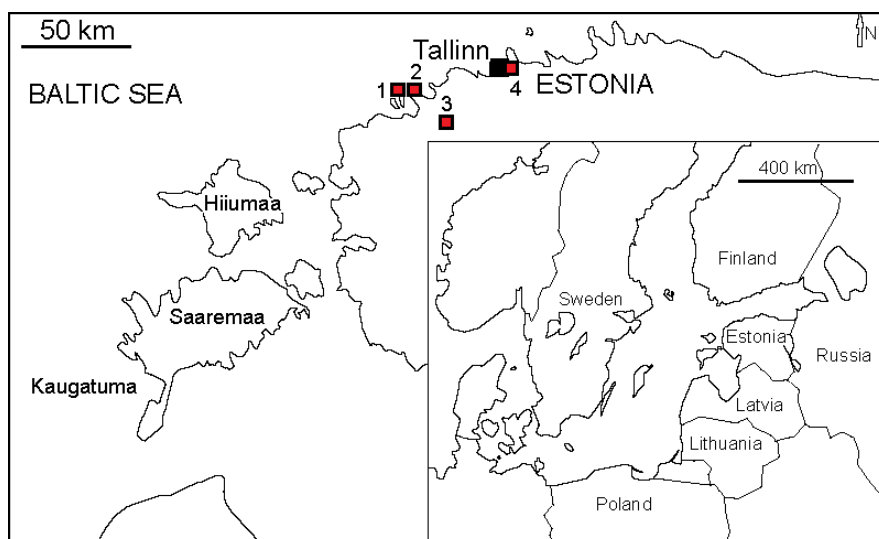 50 km
N
Tallinn
BALTIC SEA
1
2
3
4
ESTONIA
Hiiumaa
Saaremaa
Kaugatuma
400 km
Finland
Sweden
Estonia
Russia
Latvia
Lithuania
Poland